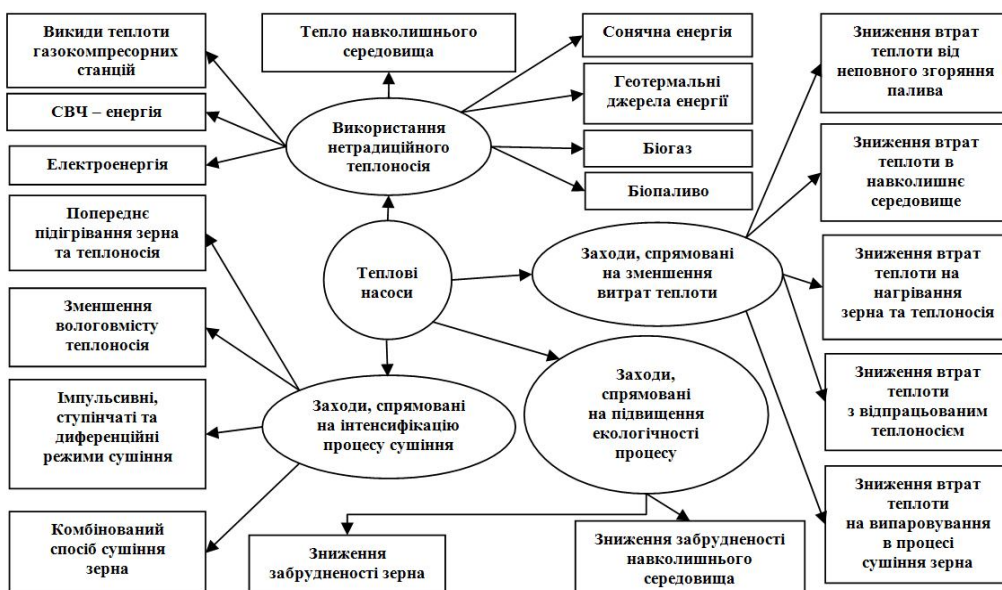 Викиди теплоти
газокомпресорних
станцій
СВЧ – енергія
Електроенергія
Тепло навколишнього
середовища
Використання
нетрадиційного
теплоносія
Сонячна енергія
Геотермальні
джерела енергії
Біогаз
Біопаливо
Зниження втрат
теплоти від
неповного згоряння
палива
Зниження втрат
теплоти в
навколишнє
середовище
Попереднє
підігрівання зерна
та теплоносія
Теплові
насоси
Заходи, спрямовані
на зменшення
витрат теплоти
Зниження втрат
теплоти на
нагрівання
зерна та теплоносія
Зменшення
вологовмісту
теплоносія
Імпульсивні,
ступінчаті та
диференційні
режими сушіння
Заходи, спрямовані
на інтенсифікацію
процесу сушіння
Заходи,
спрямовані
на підвищення
екологічності
процесу
Зниження втрат
теплоти
з відпрацьованим
теплоносієм
Комбінований
спосіб сушіння
зерна
Зниження
забрудненості зерна
Зниження забрудненості
навколишнього
середовища
Зниження втрат
теплоти
на випаровування
в процесі
сушіння зерна